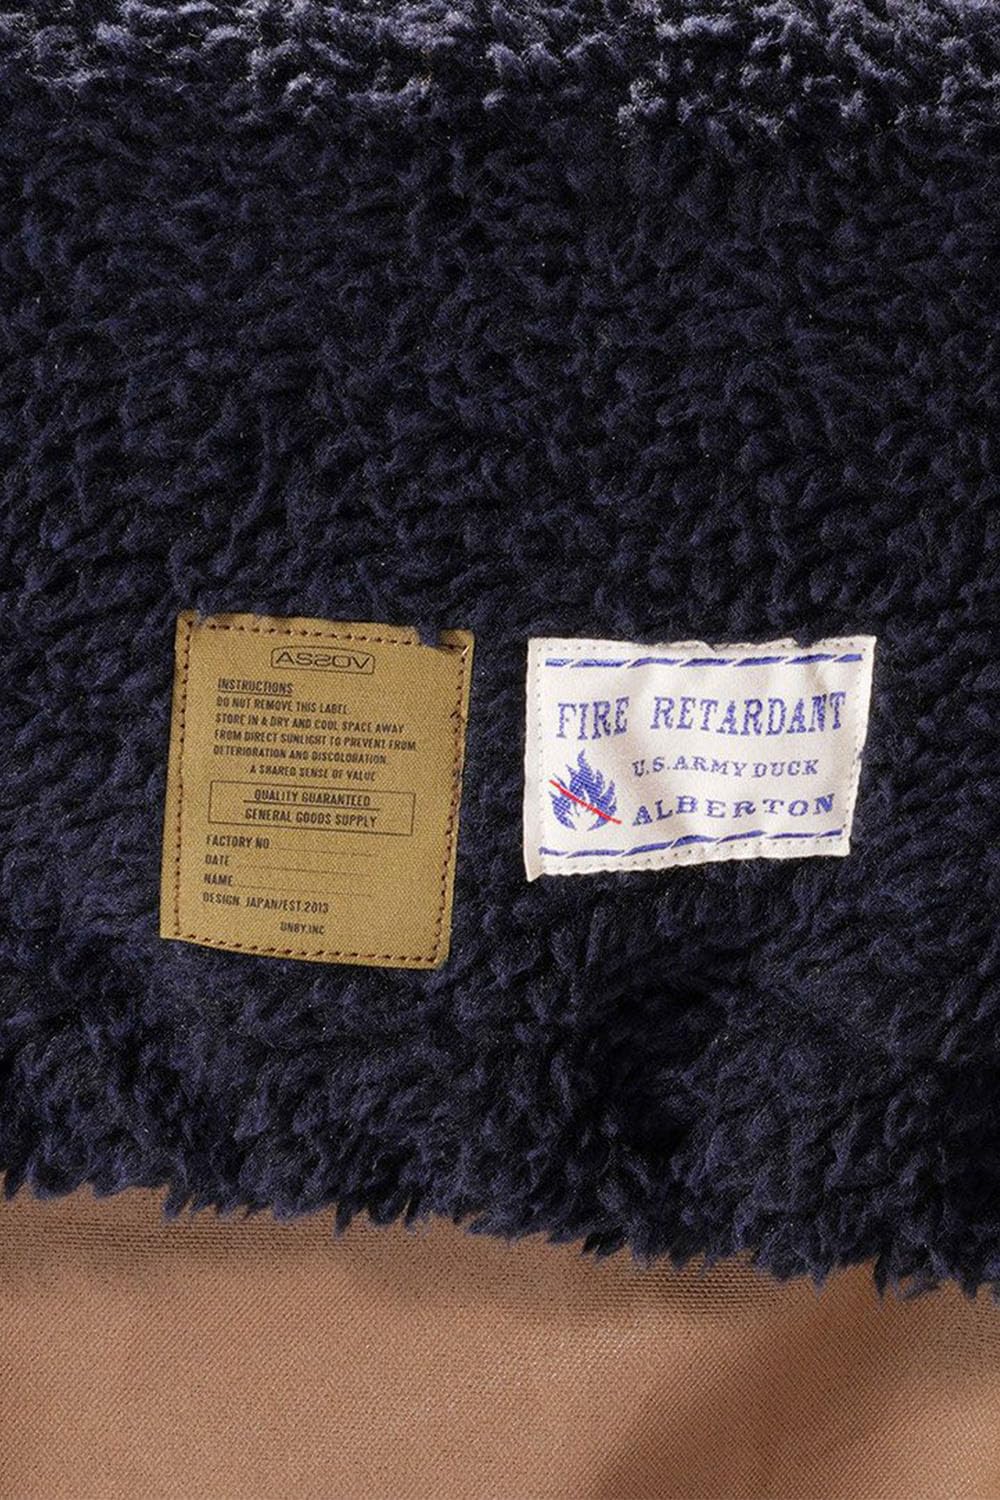 ASSOV
INSTRUCTIONS
DO NOT REMOVE THIS LABEL
STORE IN A DRY AND COOL SPACE AWAY
FROM DIRECT SUNLIGHT TO PREVENT FROM
DETERIORATION AND DISCOLORATION.
A SHARED SENSE OF VALUE
QUALITY GUARANTEED
GENERAL GOODS SUPPLY
FACTORY NO
DATE
NAME
DESIGN JAPAN/EST.2013
UNBY.INC
FIRE RETARDANT
U.S.ARMY DUCK
ALBERTON